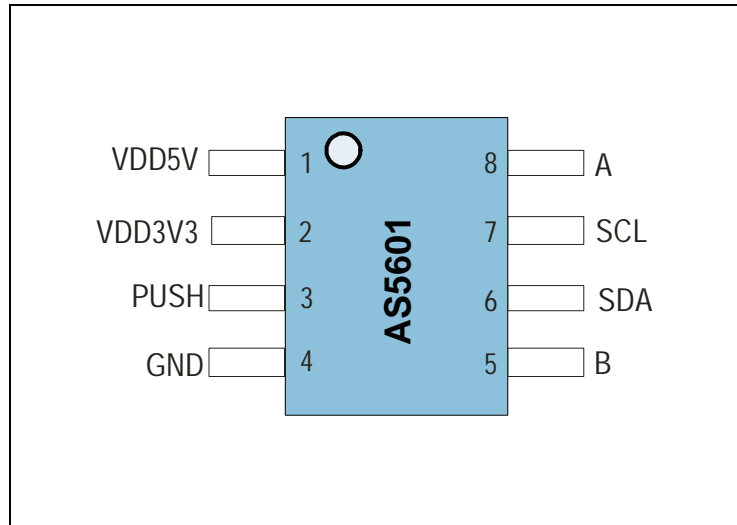 VDD5V 1 8 A
VDD3V3 2 7 SCL
PUSH 3 6 SDA
GND 4 5 B
AS5601